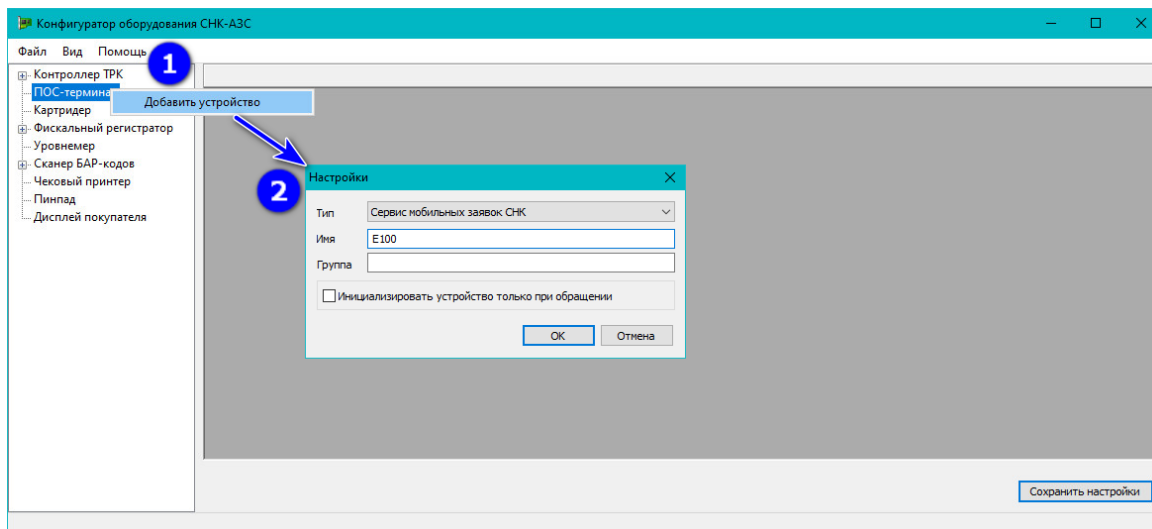 Конфигуратор оборудования СНК-АЗС
Файл Вид Помощь
1
Контроллер ТРК
ПОС-термина
Добавить устройство
Картридер
Фискальный регистратор
Уровнемер
Сканер БАР-кодов
Чековый принтер
Пинпад
Дисплей покупателя
2
Настройки
Тип Сервис мобильных заявок СНК
Имя E100
Группа
Инициализировать устройство только при обращении
ОК Отмена
Сохранить настройки